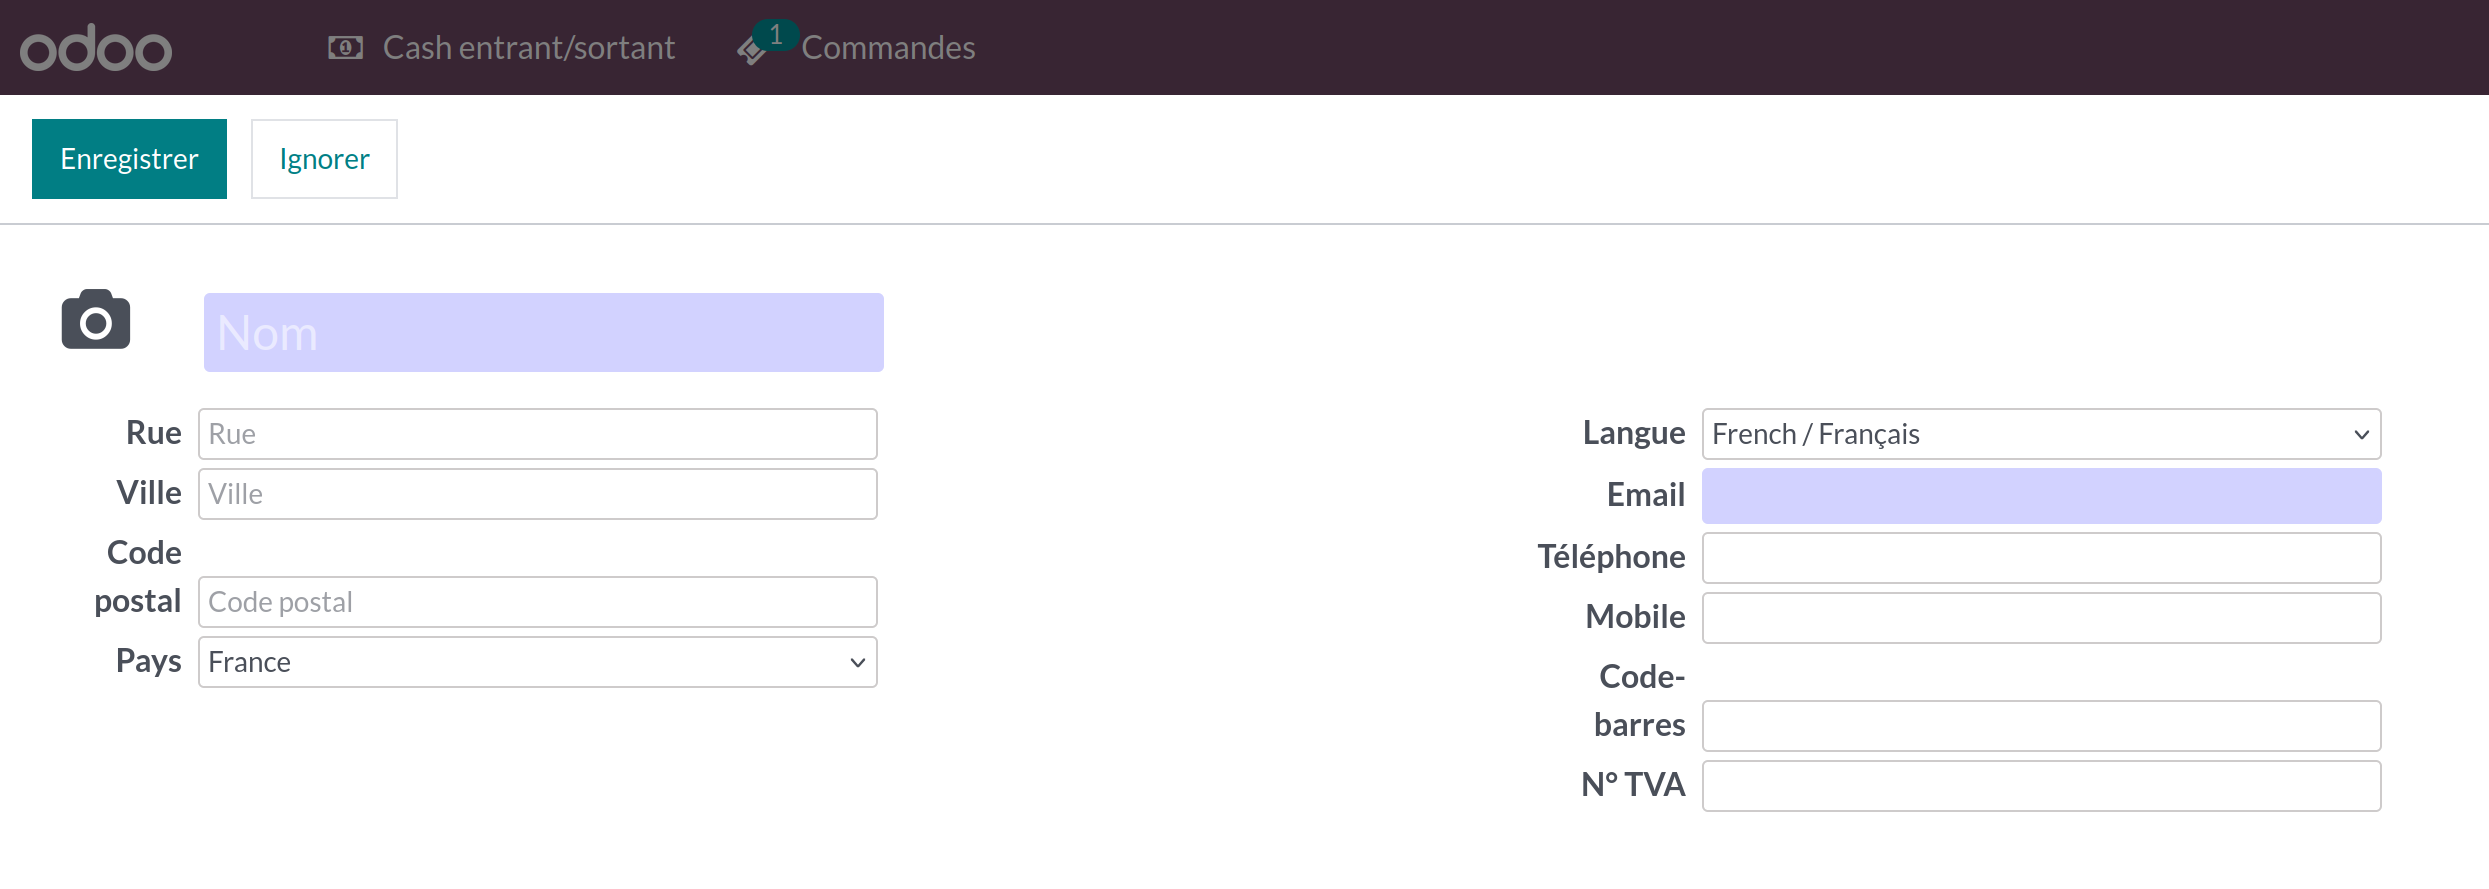 odoo Cash entrant/sortant 1 Commandes
Enregistrer Ignorer
Nom
Rue Rue
Ville Ville
Code
postal Code postal
Pays France
Langue French / Français
Email
Téléphone
Mobile
Code-
barres
N° TVA